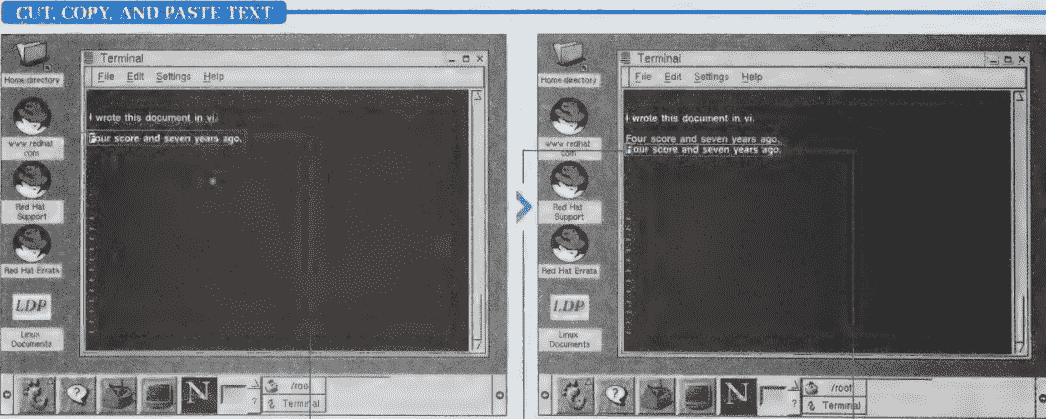 CUT, COPY, AND PASTE TEXT
Terminal
File Edit Settings Help
Home directory
www.redhat
com
Red Hat
Support
Red Hat Errata
LDP
Linux
Documents
I wrote this document in vi.
Four score and seven years ago,
N
?
/root
Terminal
Terminal
File Edit Settings Help
Home directory
www.redhat
com
Red Hat
Support
Red Hat Errata
LDP
Linux
Documents
I wrote this document in vi.
Four score and seven years ago,
Four score and seven years ago,
N
?
/root
Terminal